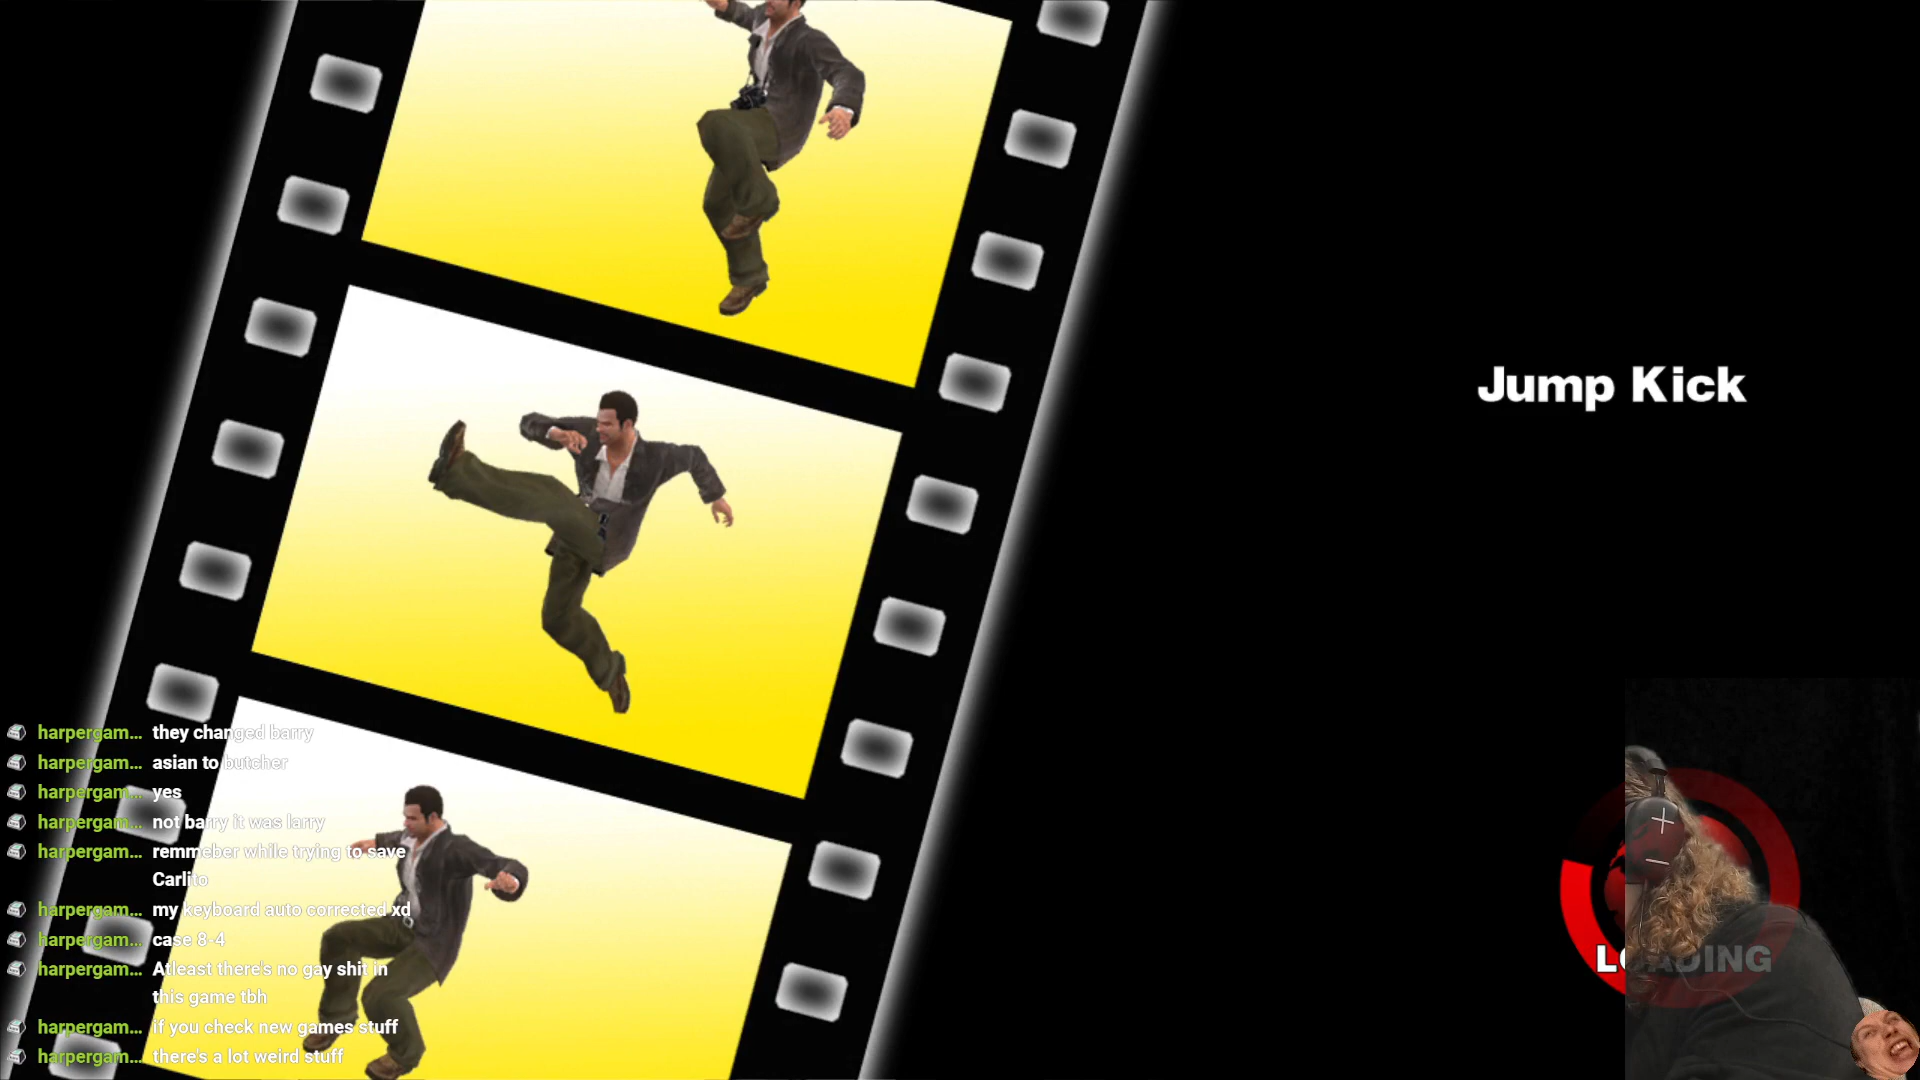 Jump Kick
harpergam... they changed barry
harpergam... asian to butcher
harpergam... yes
harpergam... not barry it was larry
harpergam... remmeber while trying to save
Carlito
harpergam... my keyboard auto corrected xd
harpergam... case 8-4
harpergam... Atleast there's no gay shit in
this game tbh
harpergam... if you check new games stuff
harpergam... there's a lot weird stuff
LOADING